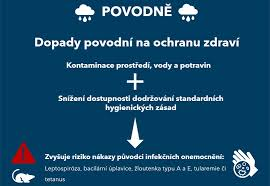 POVODNĚ
Dopady povodní na ochranu zdraví
Kontaminace prostředí, vody a potravin
+
Snížení dostupnosti dodržování standardních
hygienických zásad
Zvyšuje riziko nákazy původci infekčních onemocnění:
Leptospiróza, bacilární úplavice, žloutenka typu A a E, tularemie či
tetanus